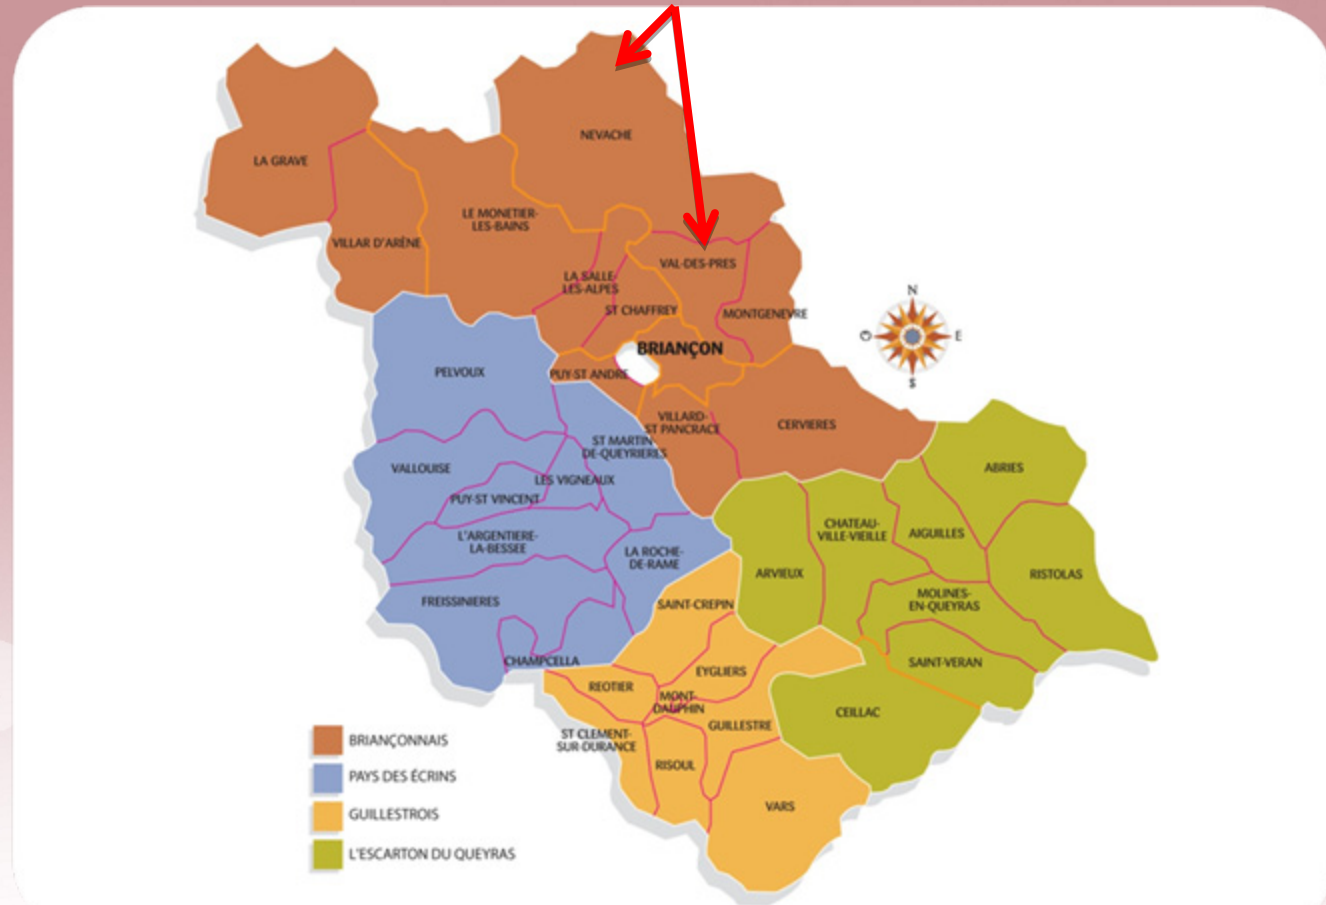 NEVACHE
LA GRAVE
LE MONETIER-
LES-BAINS
VILLAR D'ARÈNE
VAL-DES-PRES
LA SALLE-
LES-ALPES
ST CHAFFREY
MONTGENEVRE
BRIANÇON
PUY-ST ANDRE
VILLARD-
ST PANCRACE
CERVIERES
N
O
E
S
PELVOUX
ST MARTIN
DE-QUEYRIERES
VALLOUISE
LES VIGNEAUX
PUY-ST VINCENT
L'ARGENTIERE-
LA-BESSEE
LA ROCHE-
DE-RAME
FREISSINIERES
CHAMPCELLA
ABRIES
CHATEAU-
VILLE-VIEILLE
AIGUILLES
ARVIEUX
RISTOLAS
MOLINES-
EN-QUEYRAS
SAINT-VERAN
CEILLAC
SAINT-CREPIN
EYGLIERS
REOTIER
MONT-
DAUPHIN
GUILLESTRE
ST CLEMENT-
SUR-DURANCE
RISOUL
VARS
BRIANÇONNAIS
PAYS DES ÉCRINS
GUILLESTROIS
L'ESCARTON DU QUEYRAS